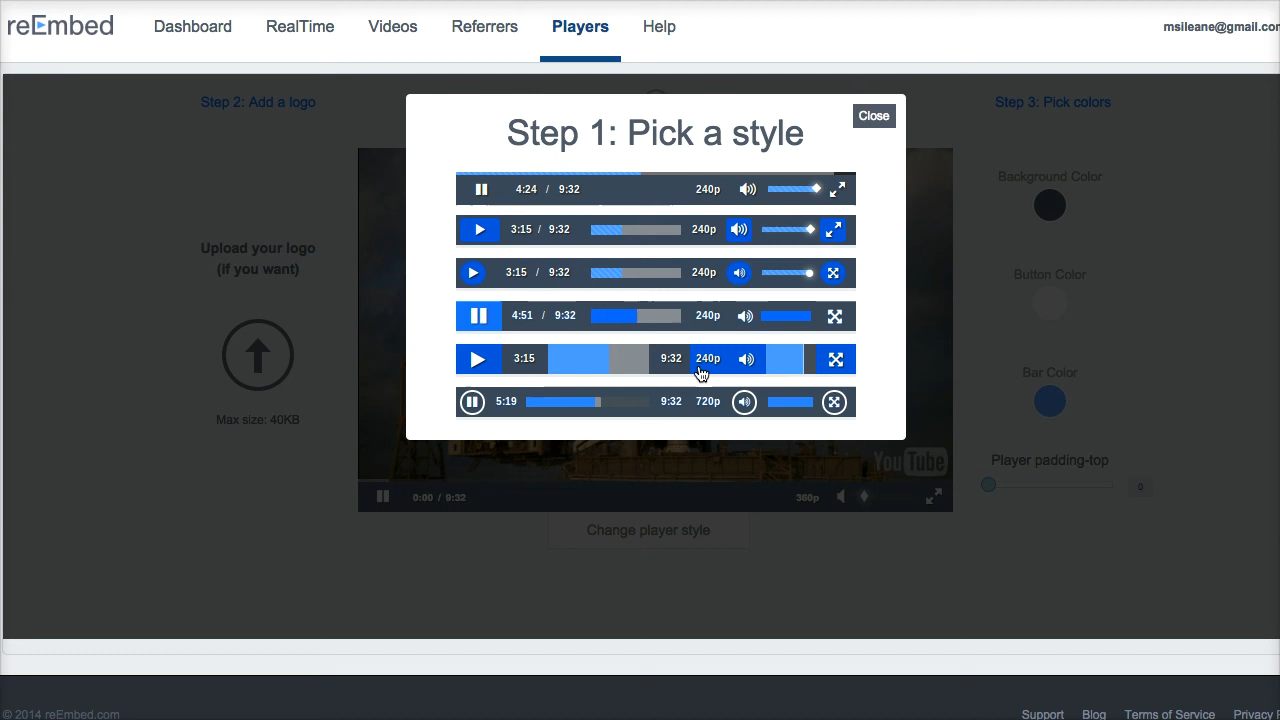 reEmbed Dashboard RealTime Videos Referrers Players Help msileane@gmail.com
Step 2: Add a logo
Step 3: Pick colors
Step 1: Pick a style
Close
4:24 / 9:32 240p
3:15 / 9:32 240p
3:15 / 9:32 240p
4:51 / 9:32 240p
3:15 9:32 240p
5:19 9:32 720p
Upload your logo
(if you want)
Max size: 40KB
Background Color
Button Color
Bar Color
Player padding-top
0
YouTube
0:00 / 9:32 360p
Change player style
© 2014 reEmbed.com Support Blog Terms of Service Privacy